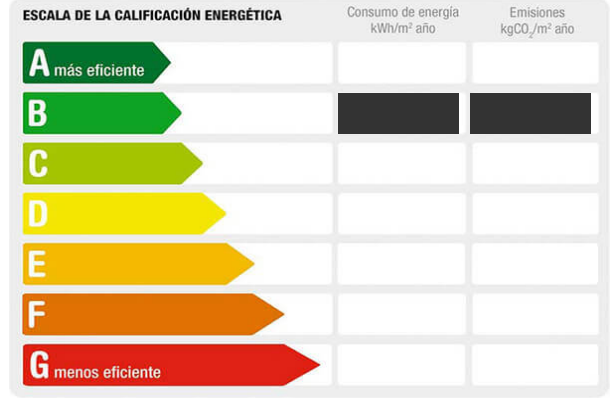 ESCALA DE LA CALIFICACIÓN ENERGÉTICA
Consumo de energía
kWh/m² año
Emisiones
kgCO₂/m² año
A más eficiente
B
C
D
E
F
G menos eficiente